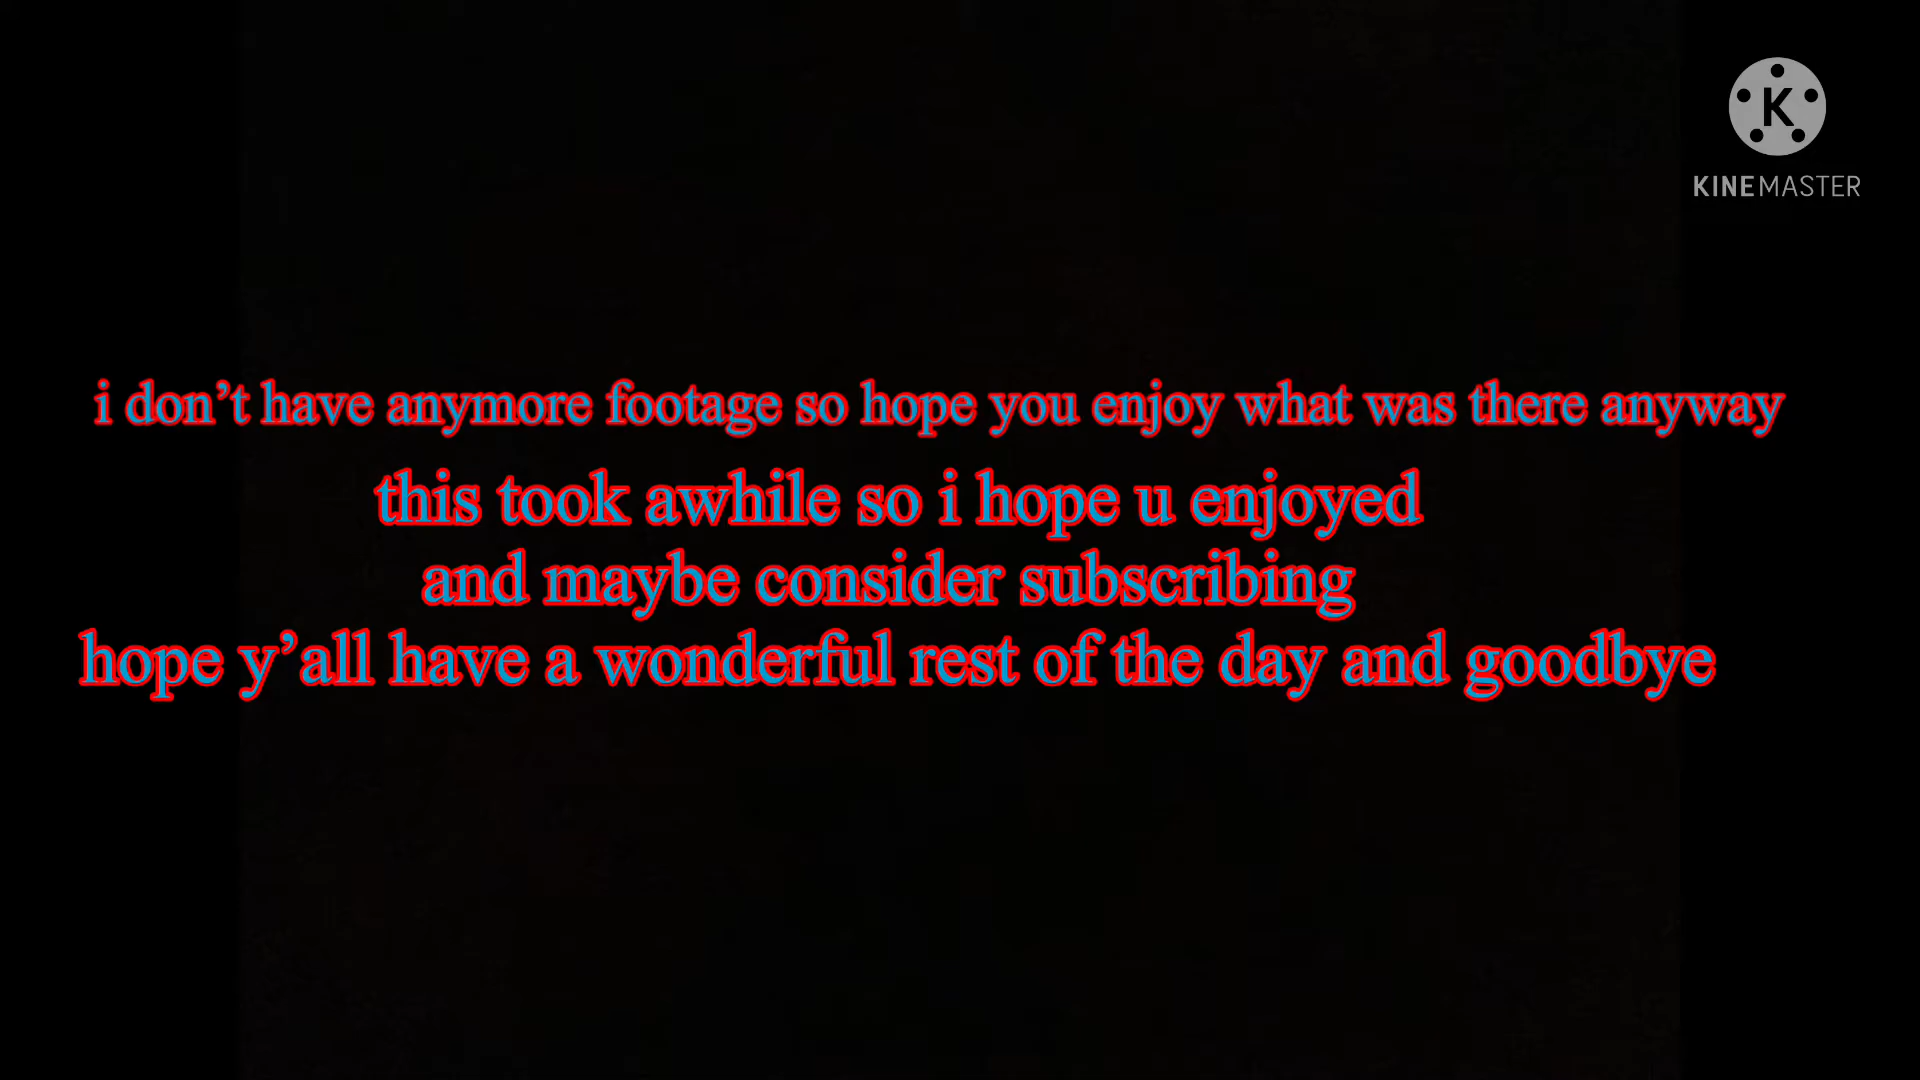 K
KINEMASTER
i don’t have anymore footage so hope you enjoy what was there anyway
this took awhile so i hope u enjoyed
and maybe consider subscribing
hope y’all have a wonderful rest of the day and goodbye